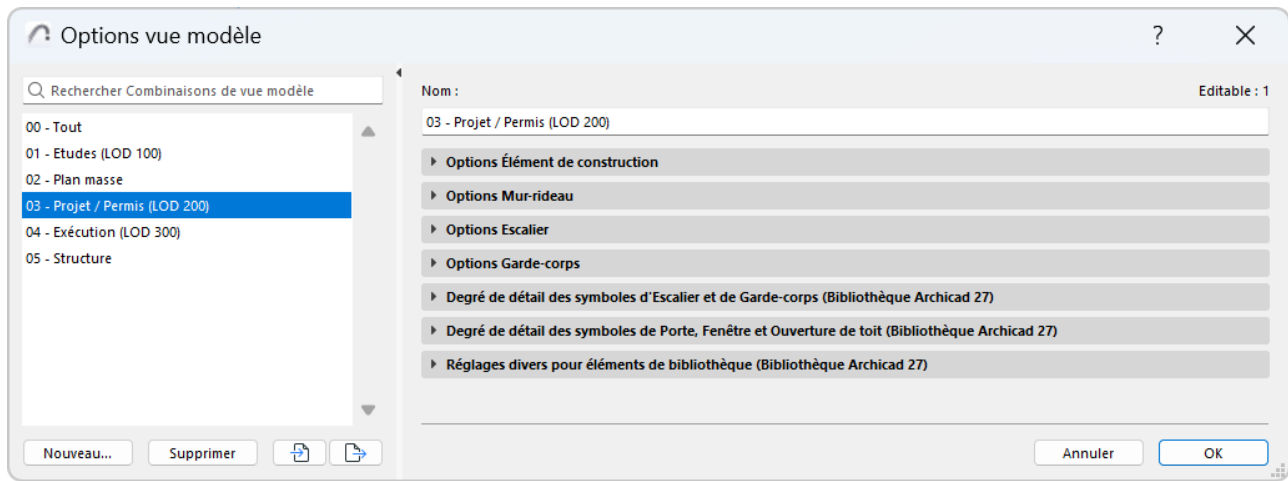 Options vue modèle
?
Rechercher Combinaisons de vue modèle
00 - Tout
01 - Etudes (LOD 100)
02 - Plan masse
03 - Projet / Permis (LOD 200)
04 - Exécution (LOD 300)
05 - Structure
Nouveau...
Supprimer
Nom :
Editable : 1
03 - Projet / Permis (LOD 200)
Options Élément de construction
Options Mur-rideau
Options Escalier
Options Garde-corps
Degré de détail des symboles d'Escalier et de Garde-corps (Bibliothèque Archicad 27)
Degré de détail des symboles de Porte, Fenêtre et Ouverture de toit (Bibliothèque Archicad 27)
Réglages divers pour éléments de bibliothèque (Bibliothèque Archicad 27)
Annuler
OK